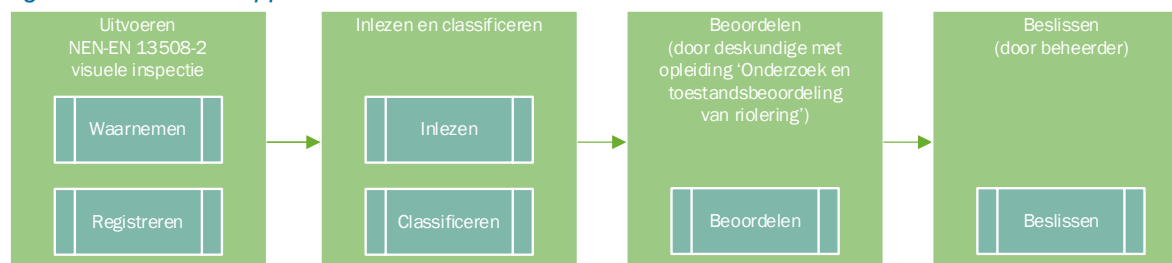 Uitvoeren
NEN-EN 13508-2
visuele inspectie
Waarnemen
Registreren
Inlezen en classificeren
Inlezen
Classificeren
Beoordelen
(door deskundige met
opleiding ‘Onderzoek en
toestandsbeoordeling
van riolering’)
Beoordelen
Beslissen
(door beheerder)
Beslissen